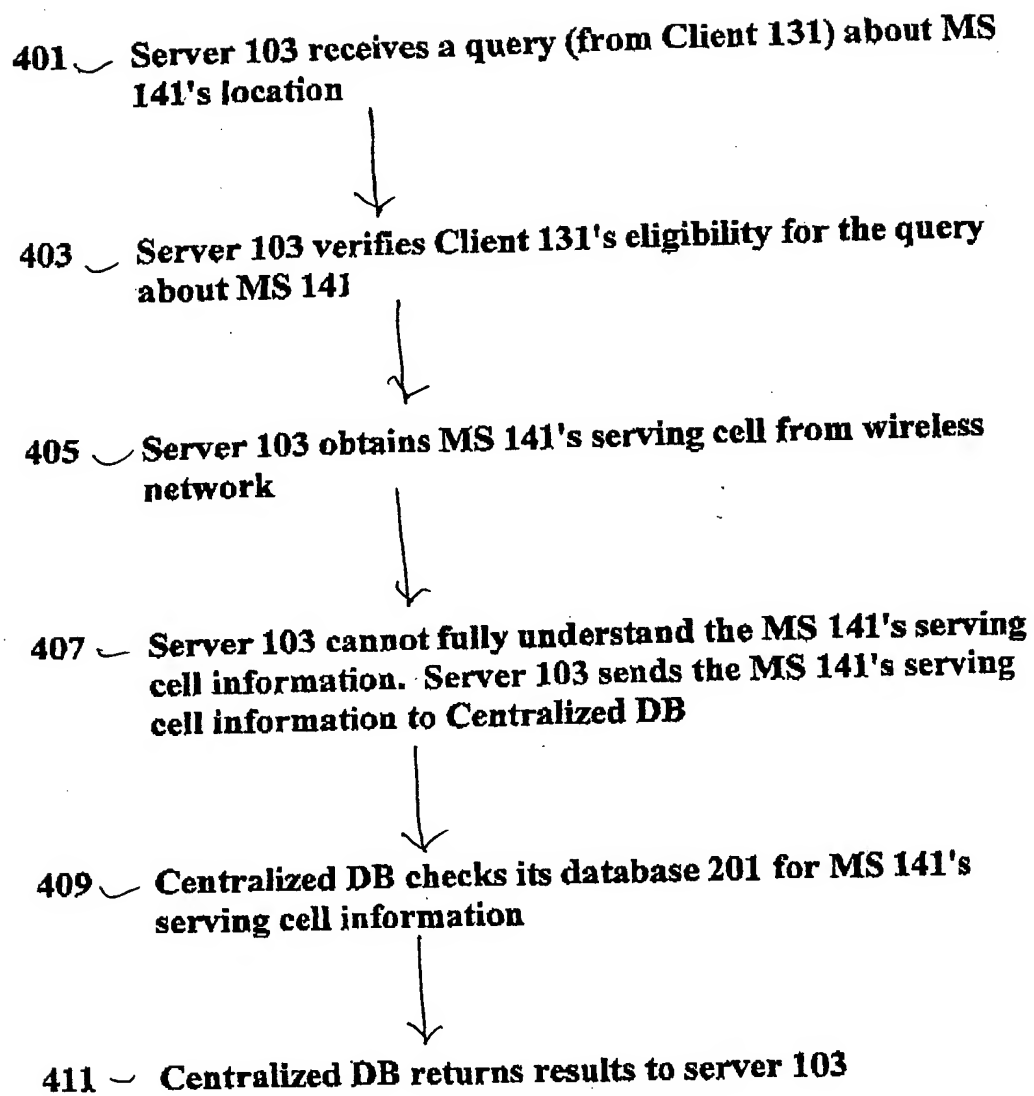 401 Server 103 receives a query (from Client 131) about MS
141's location
403 Server 103 verifies Client 131's eligibility for the query
about MS 141
405 Server 103 obtains MS 141's serving cell from wireless
network
407 Server 103 cannot fully understand the MS 141's serving
cell information. Server 103 sends the MS 141's serving
cell information to Centralized DB
409 Centralized DB checks its database 201 for MS 141's
serving cell information
411 Centralized DB returns results to server 103